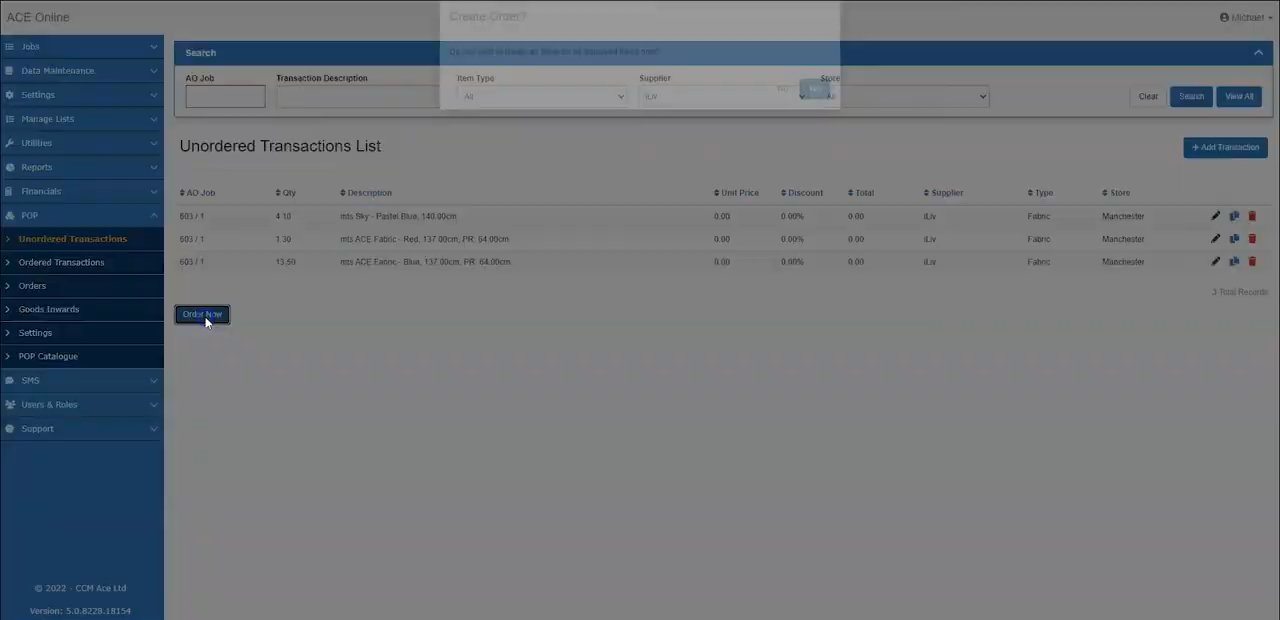 ACE Online
Michael
Create Order?
Jobs
Data Maintenance
Settings
Manage Lists
Utilities
Reports
Financials
POP
Unordered Transactions
Ordered Transactions
Orders
Goods Inwards
Settings
POP Catalogue
SMS
Users & Roles
Support
© 2022 - CCM Ace Ltd
Version: 5.0.8228.18154
Search
AO Job Transaction Description Item Type Supplier Store
All iLiv All
Clear Search View All
Unordered Transactions List
+ Add Transaction
AO Job Qty Description Unit Price Discount Total Supplier Type Store
603 / 1 4.10 mts Sky - Pastel Blue, 140.00cm 0.00 0.00% 0.00 iLiv Fabric Manchester
603 / 1 1.30 mts ACE Fabric - Red, 137.00cm, PR: 64.00cm 0.00 0.00% 0.00 iLiv Fabric Manchester
603 / 1 13.50 mts ACE Fabric - Blue, 137.00cm, PR: 64.00cm 0.00 0.00% 0.00 iLiv Fabric Manchester
3 Total Records
Order Now